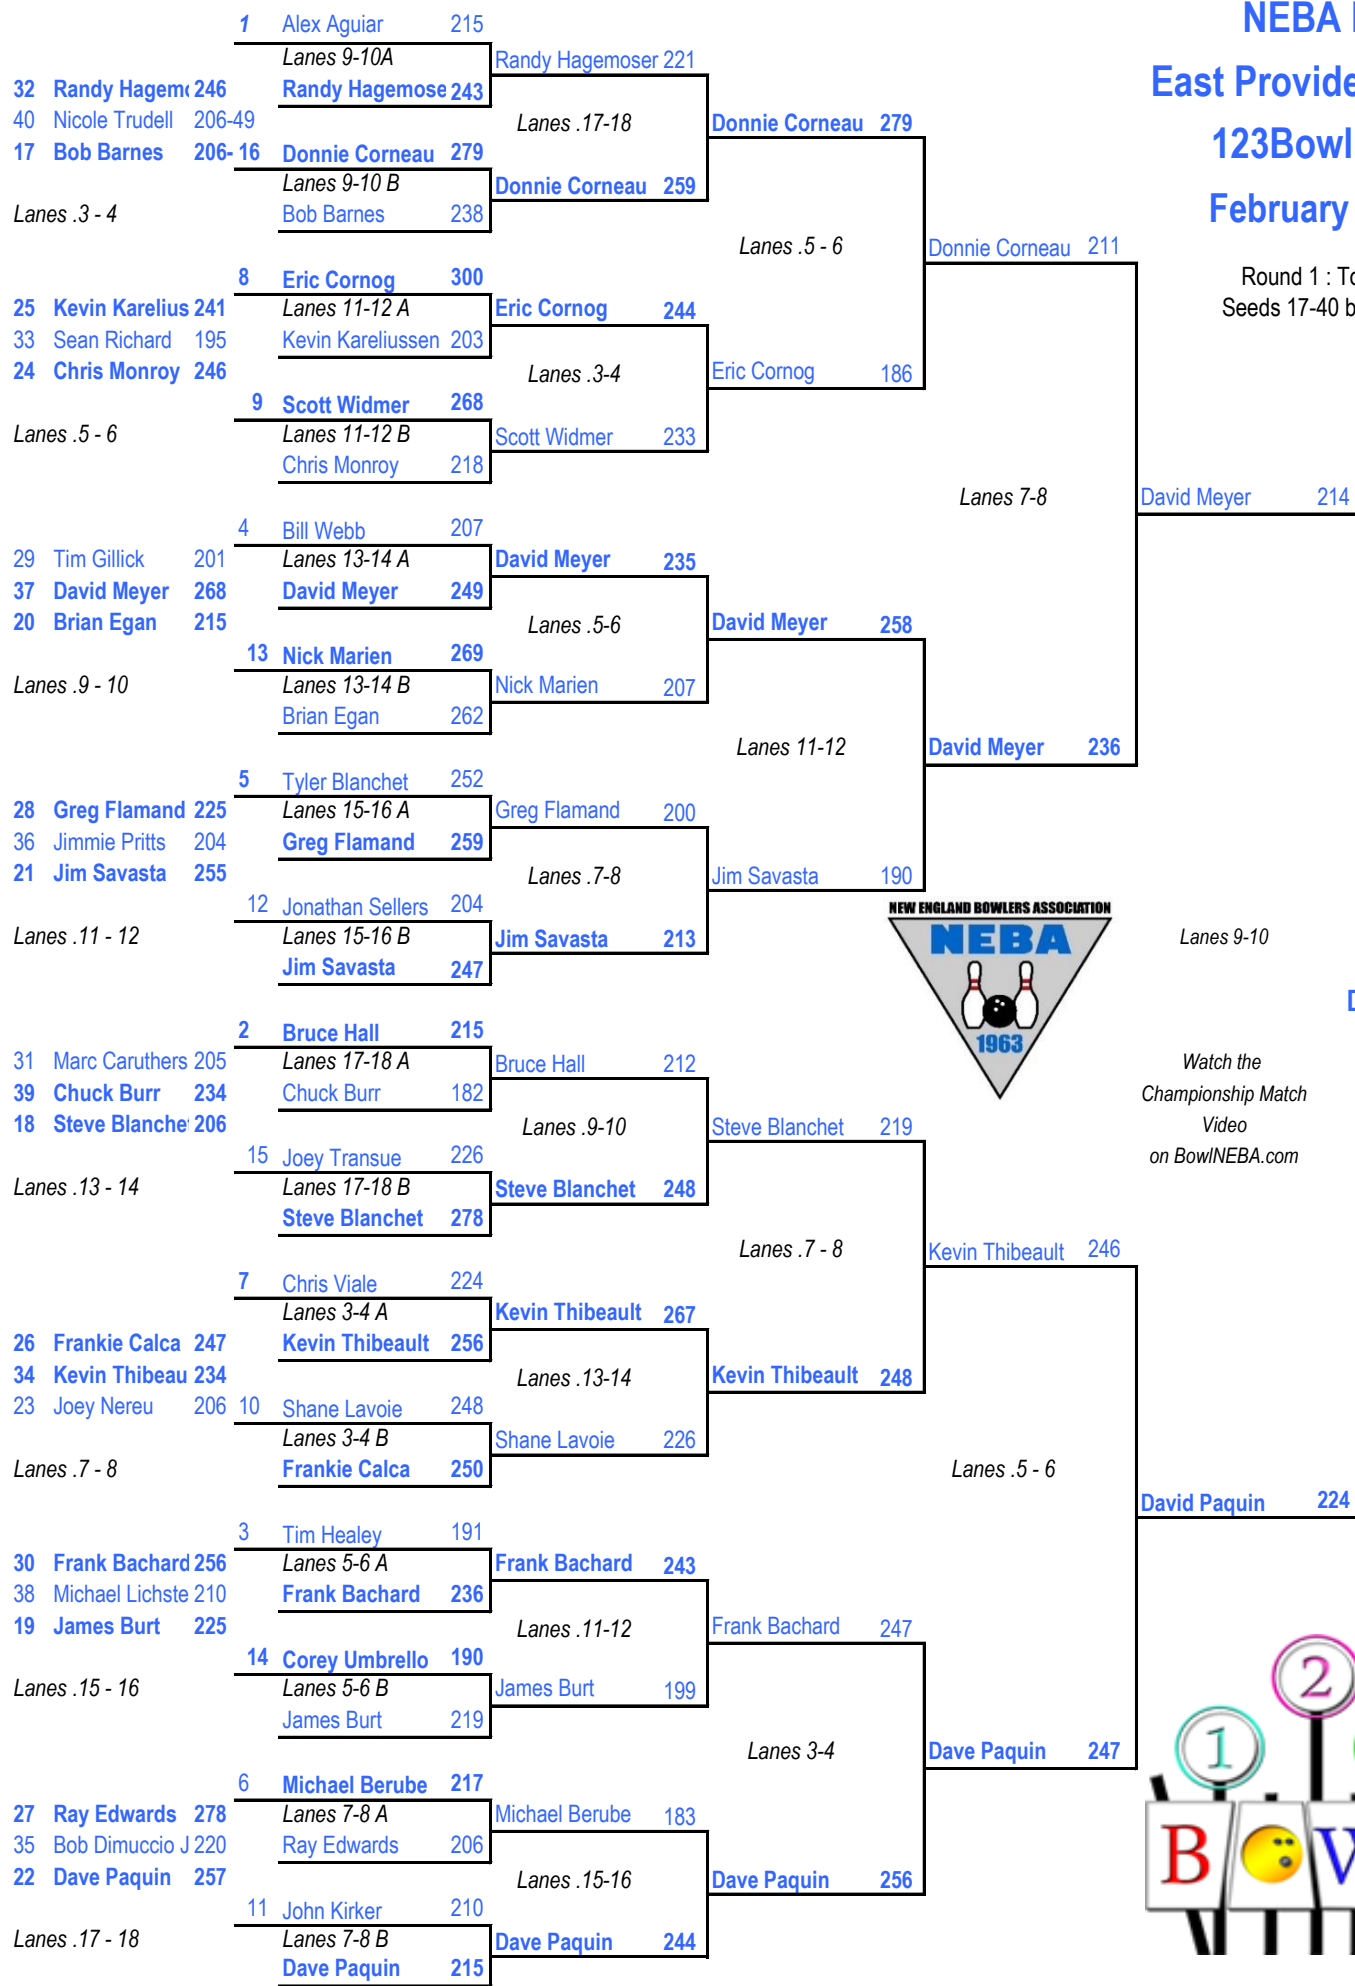 1 Alex Aguiar 215
Lanes 9-10A
Randy Hagemoser 221
32 Randy Hagemo 246
Randy Hagemose 243
40 Nicole Trudell 206-49
Lanes .17-18
Donnie Corneau 279
17 Bob Barnes 206- 16 Donnie Corneau 279
Lanes 9-10 B
Donnie Corneau 259
Lanes .3 - 4
Bob Barnes 238
Lanes .5 - 6
Donnie Corneau 211
8 Eric Cornog 300
25 Kevin Karelius 241
Lanes 11-12 A
Eric Cornog 244
33 Sean Richard 195
Kevin Kareliussen 203
24 Chris Monroy 246
Lanes .3-4
Eric Cornog 186
9 Scott Widmer 268
Lanes .5 - 6
Lanes 11-12 B
Scott Widmer 233
Chris Monroy 218
Lanes 7-8
David Meyer 214
4 Bill Webb 207
29 Tim Gillick 201
Lanes 13-14 A
David Meyer 235
37 David Meyer 268
David Meyer 249
20 Brian Egan 215
Lanes .5-6
David Meyer 258
13 Nick Marien 269
Lanes .9 - 10
Lanes 13-14 B
Nick Marien 207
Brian Egan 262
Lanes 11-12
David Meyer 236
5 Tyler Blanchet 252
28 Greg Flamand 225
Lanes 15-16 A
Greg Flamand 200
36 Jimmie Pritts 204
Greg Flamand 259
21 Jim Savasta 255
Lanes .7-8
Jim Savasta 190
12 Jonathan Sellers 204
Lanes .11 - 12
Lanes 15-16 B
Jim Savasta 213
Jim Savasta 247
2 Bruce Hall 215
31 Marc Caruthers 205
Lanes 17-18 A
Bruce Hall 212
39 Chuck Burr 234
Chuck Burr 182
18 Steve Blanche 206
Lanes .9-10
Steve Blanchet 219
15 Joey Transue 226
Lanes .13 - 14
Lanes 17-18 B
Steve Blanchet 248
Steve Blanchet 278
Lanes .7 - 8
Kevin Thibeault 246
7 Chris Viale 224
Lanes 3-4 A
Kevin Thibeault 267
26 Frankie Calca 247
Kevin Thibeault 256
34 Kevin Thibeau 234
Lanes .13-14
Kevin Thibeault 248
23 Joey Nereu 206 10 Shane Lavoie 248
Lanes 3-4 B
Shane Lavoie 226
Lanes .7 - 8
Frankie Calca 250
Lanes .5 - 6
David Paquin 224
3 Tim Healey 191
30 Frank Bachard 256
Lanes 5-6 A
Frank Bachard 243
38 Michael Lichste 210
Frank Bachard 236
19 James Burt 225
Lanes .11-12
Frank Bachard 247
14 Corey Umbrello 190
Lanes .15 - 16
Lanes 5-6 B
James Burt 199
James Burt 219
Lanes 3-4
Dave Paquin 247
6 Michael Berube 217
27 Ray Edwards 278
Lanes 7-8 A
Michael Berube 183
35 Bob Dimuccio J 220
Ray Edwards 206
22 Dave Paquin 257
Lanes .15-16
Dave Paquin 256
11 John Kirker 210
Lanes .17 - 18
Lanes 7-8 B
Dave Paquin 244
Dave Paquin 215
NEBA
East Provide
123Bowl
February
Round 1 : To
Seeds 17-40 b
NEW ENGLAND BOWLERS ASSOCIATION
NEBA
1963
Lanes 9-10
D
Watch the
Championship Match
Video
on BowlNEBA.com
1 2
B W